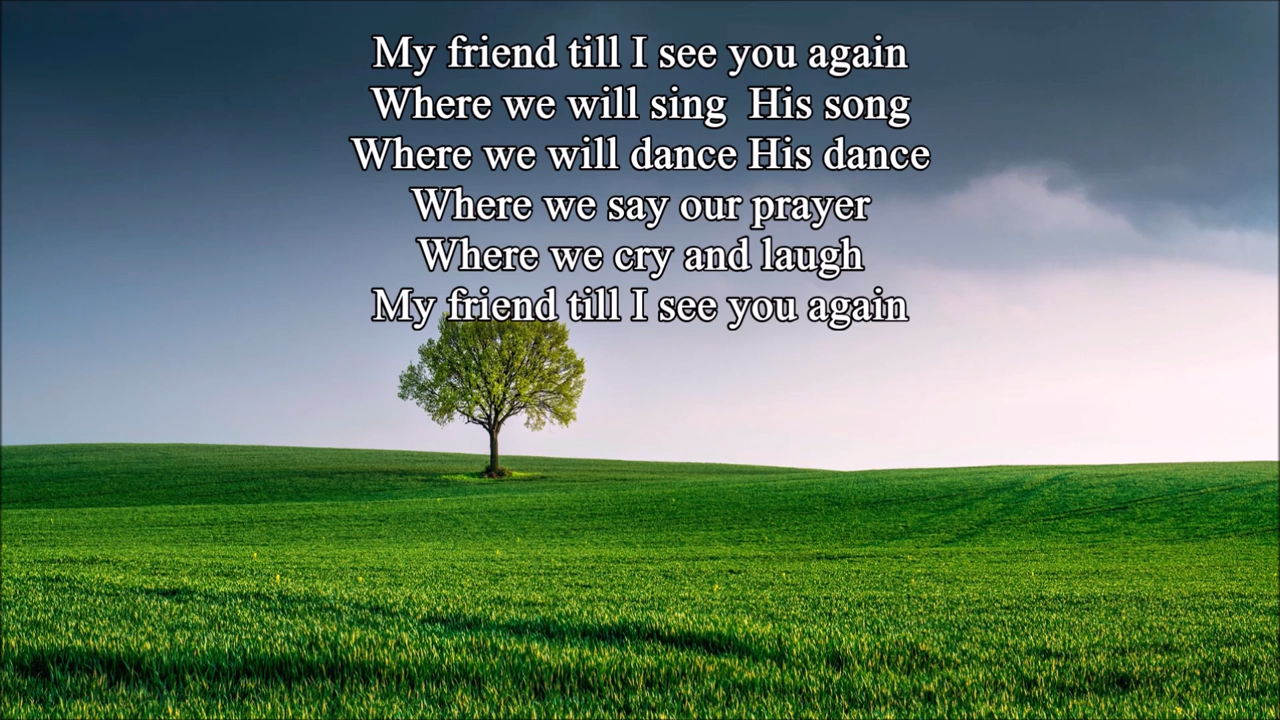 My friend till I see you again
Where we will sing  His song
Where we will dance His dance
Where we say our prayer
Where we cry and laugh
My friend till I see you again